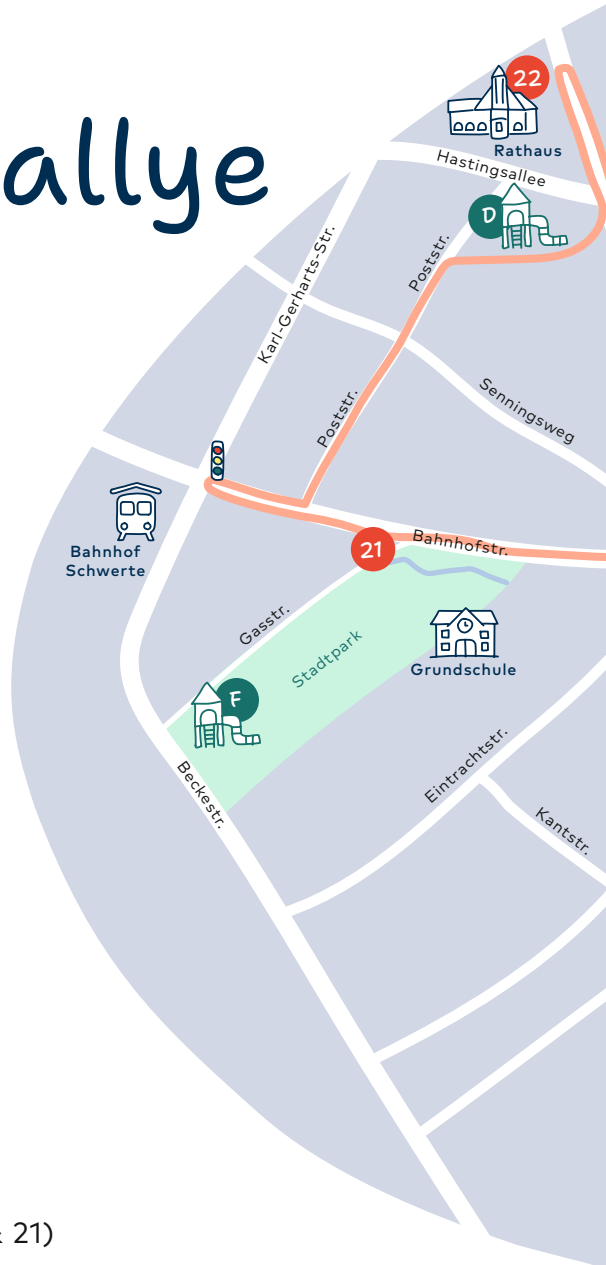 allye
22
Rathaus
Hastingsallee
D
Poststr.
Karl-Gerharts-Str.
Poststr.
Senningsweg
Bahnhof
Schwerte
21
Bahnhofstr.
Gasstr.
Stadtpark
Grundschule
F
Eintrachtstr.
Beckestr.
Kantstr.
21)